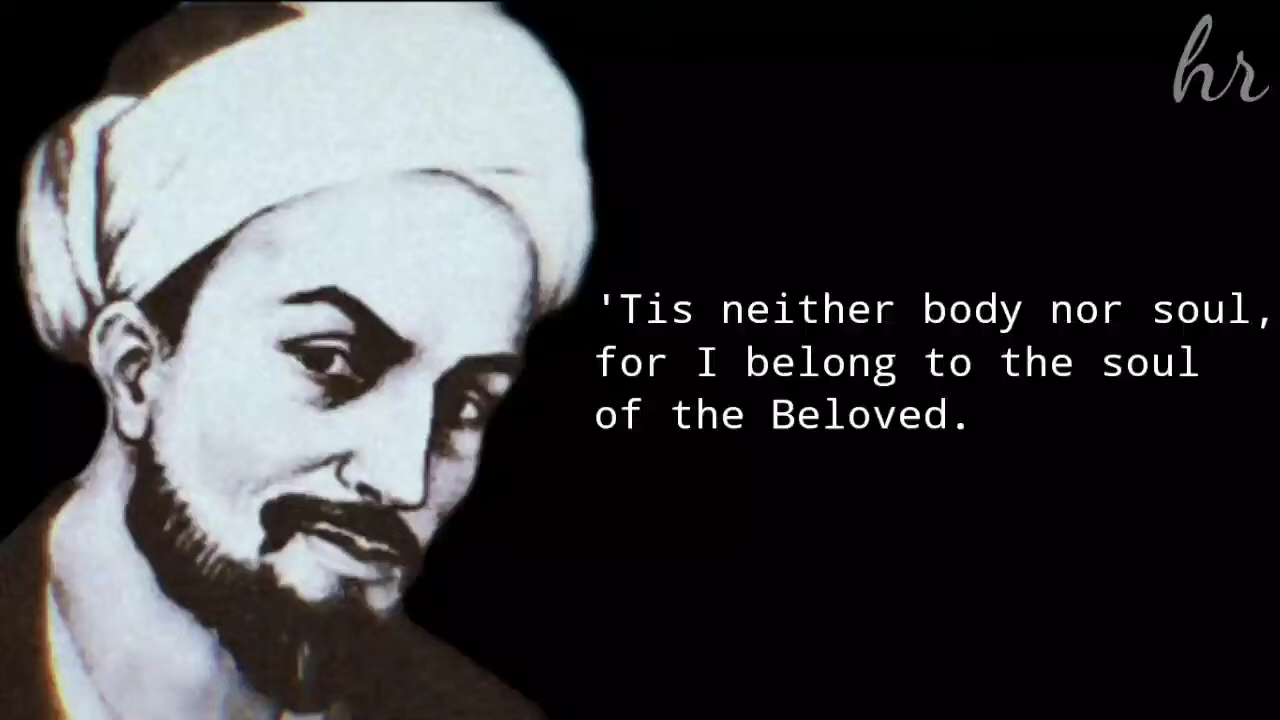 hr
'Tis neither body nor soul,
for I belong to the soul
of the Beloved.